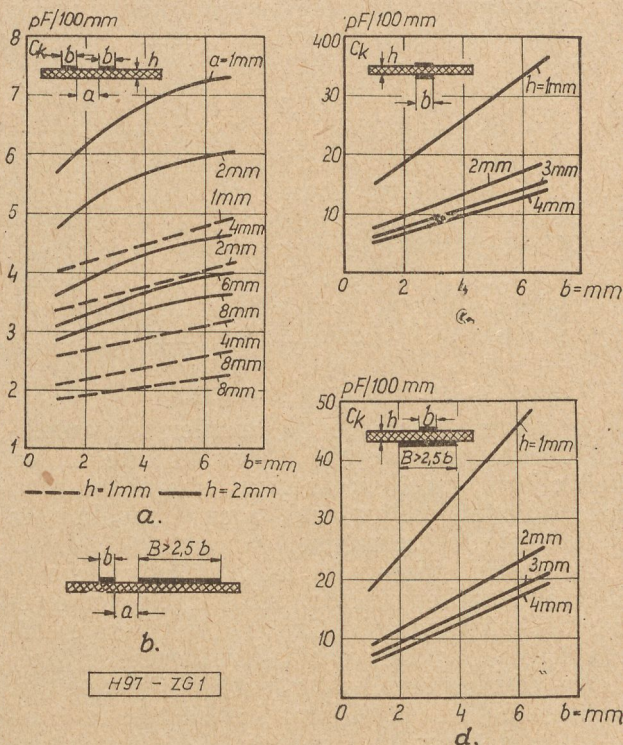 pF/100mm
8
7
6
5
4
3
2
1
Ck b b h
a
a=1mm
2mm
1mm
4mm
2mm
6mm
8mm
4mm
8mm
8mm
0 2 4 6 b=mm
h=1mm h=2mm
a.
b B>2,5b
a
b.
H97 - ZG1
pF/100mm
400
30
20
10
Ck h
b
h=1mm
2mm
3mm
4mm
0 2 4 6 b=mm
pF/100mm
50
40
30
20
10
Ck h b
B>2,5b
h=1mm
2mm
3mm
4mm
0 2 4 6 b=mm
d.